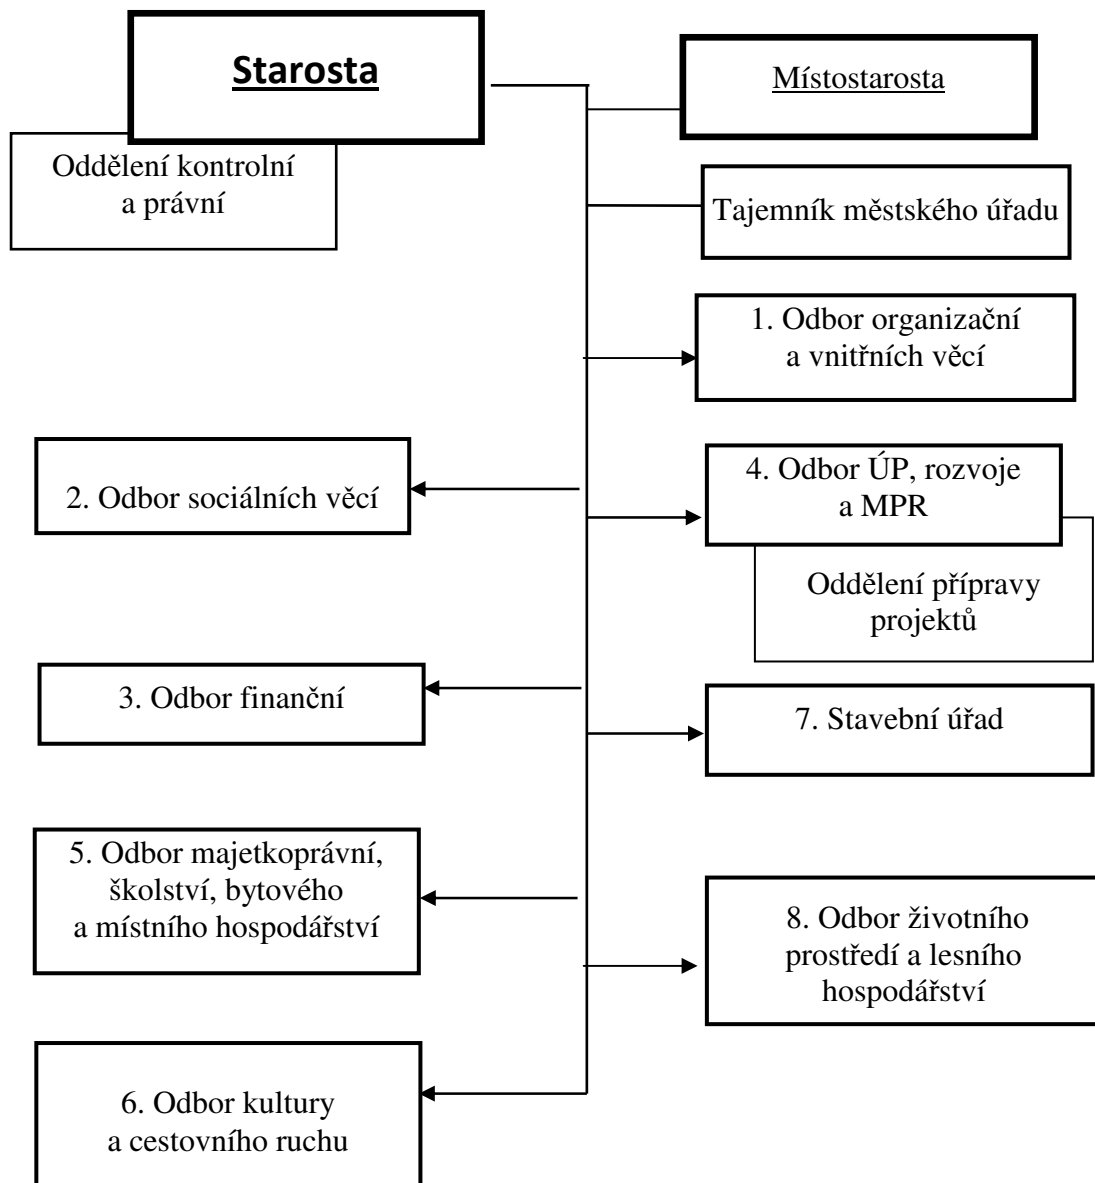 Starosta
Místostarosta
Oddělení kontrolní
a právní
Tajemník městského úřadu
1. Odbor organizační
a vnitřních věcí
2. Odbor sociálních věcí
4. Odbor ÚP, rozvoje
a MPR
Oddělení přípravy
projektů
3. Odbor finanční
7. Stavební úřad
5. Odbor majetkoprávní,
školství, bytového
a místního hospodářství
8. Odbor životního
prostředí a lesního
hospodářství
6. Odbor kultury
a cestovního ruchu